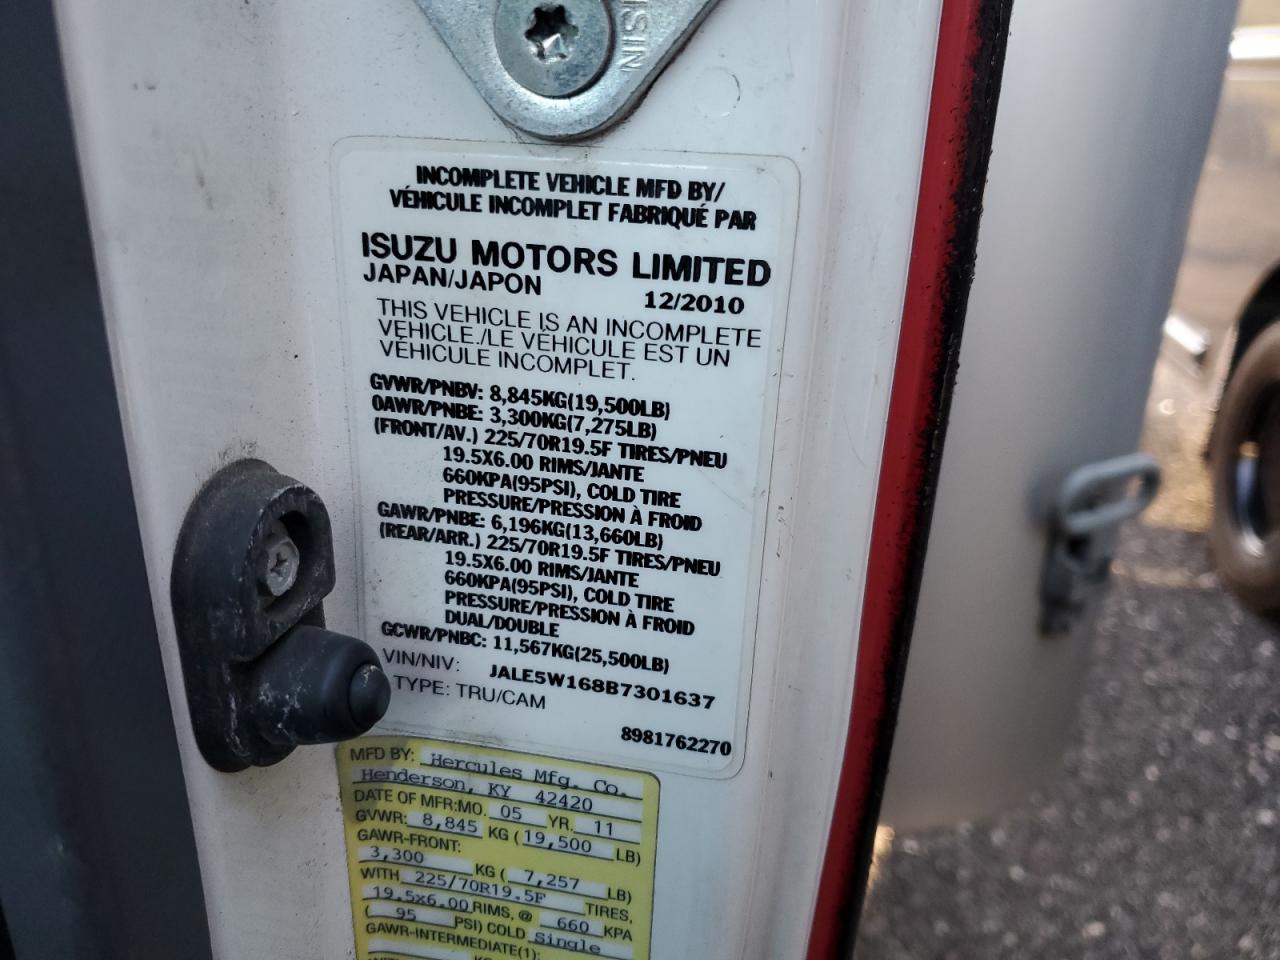 ISIN
INCOMPLETE VEHICLE MFD BY/
VÉHICULE INCOMPLET FABRIQUÉ PAR
ISUZU MOTORS LIMITED
JAPAN/JAPON
12/2010
THIS VEHICLE IS AN INCOMPLETE
VEHICLE./LE VÉHICULE EST UN
VÉHICULE INCOMPLET.
GVWR/PNBV: 8,845KG(19,500LB)
0AWR/PNBE: 3,300KG(7,275LB)
(FRONT/AV.) 225/70R19.5F TIRES/PNEU
19.5X6.00 RIMS/JANTE
660KPA(95PSI), COLD TIRE
PRESSURE/PRESSION À FROID
GAWR/PNBE: 6,196KG(13,660LB)
(REAR/ARR.) 225/70R19.5F TIRES/PNEU
19.5X6.00 RIMS/JANTE
660KPA(95PSI), COLD TIRE
PRESSURE/PRESSION À FROID
DUAL/DOUBLE
GCWR/PNBC: 11,567KG(25,500LB)
VIN/NIV: JALE5W168B7301637
TYPE: TRU/CAM
8981762270
MFD BY: Hercules Mfg. Co.
Henderson, KY 42420
DATE OF MFR:MO. 05 YR. 11
GVWR: 8,845 KG ( 19,500 LB)
GAWR-FRONT:
3,300 KG ( 7,257 LB)
WITH 225/70R19.5F TIRES,
19.5x6.00 RIMS, @ 660 KPA
( 95 PSI) COLD Single
GAWR-INTERMEDIATE(1):